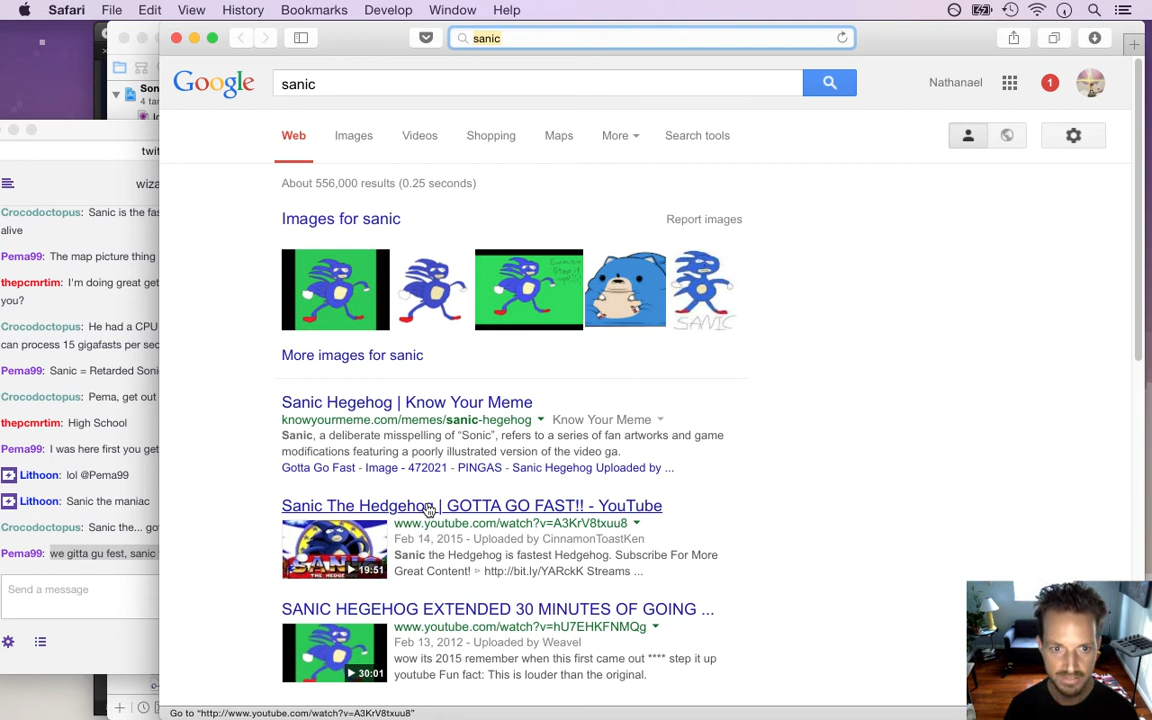 Safari File Edit View History Bookmarks Develop Window Help
sanic
Google
sanic
Nathanael
1
Web Images Videos Shopping Maps More Search tools
About 556,000 results (0.25 seconds)
Images for sanic
Report images
SANIC
More images for sanic
Sanic Hegehog | Know Your Meme
knowyourmeme.com/memes/sanic-hegehog Know Your Meme
Sanic, a deliberate misspelling of “Sonic”, refers to a series of fan artworks and game
modifications featuring a poorly illustrated version of the video ga.
Gotta Go Fast - Image - 472021 - PINGAS - Sanic Hegehog Uploaded by ...
Sanic The Hedgehog | GOTTA GO FAST!! - YouTube
www.youtube.com/watch?v=A3KrV8txuu8
Feb 14, 2015 - Uploaded by CinnamonToastKen
Sanic the Hedgehog is fastest Hedgehog. Subscribe For More
Great Content! ▹ http://bit.ly/YARckK Streams ...
SANIC
THE HEDGEHOG
19:51
SANIC HEGEHOG EXTENDED 30 MINUTES OF GOING ...
www.youtube.com/watch?v=hU7EHKFNMQg
Feb 13, 2012 - Uploaded by Weavel
wow its 2015 remember when this first came out **** step it up
youtube Fun fact: This is louder than the original.
30:01
Go to “http://www.youtube.com/watch?v=A3KrV8txuu8”
Son
4 tar
twit
wiza
Crocodoctopus: Sanic is the fas
alive
Pema99: The map picture thing
thepcmrtim: I'm doing great get
you?
Crocodoctopus: He had a CPU
can process 15 gigafasts per sec
Pema99: Sanic = Retarded Soni
Crocodoctopus: Pema, get out
thepcmrtim: High School
Pema99: I was here first you get
Lithoon: lol @Pema99
Lithoon: Sanic the maniac
Crocodoctopus: Sanic the... go
Pema99: we gitta gu fest, sanic
Send a message